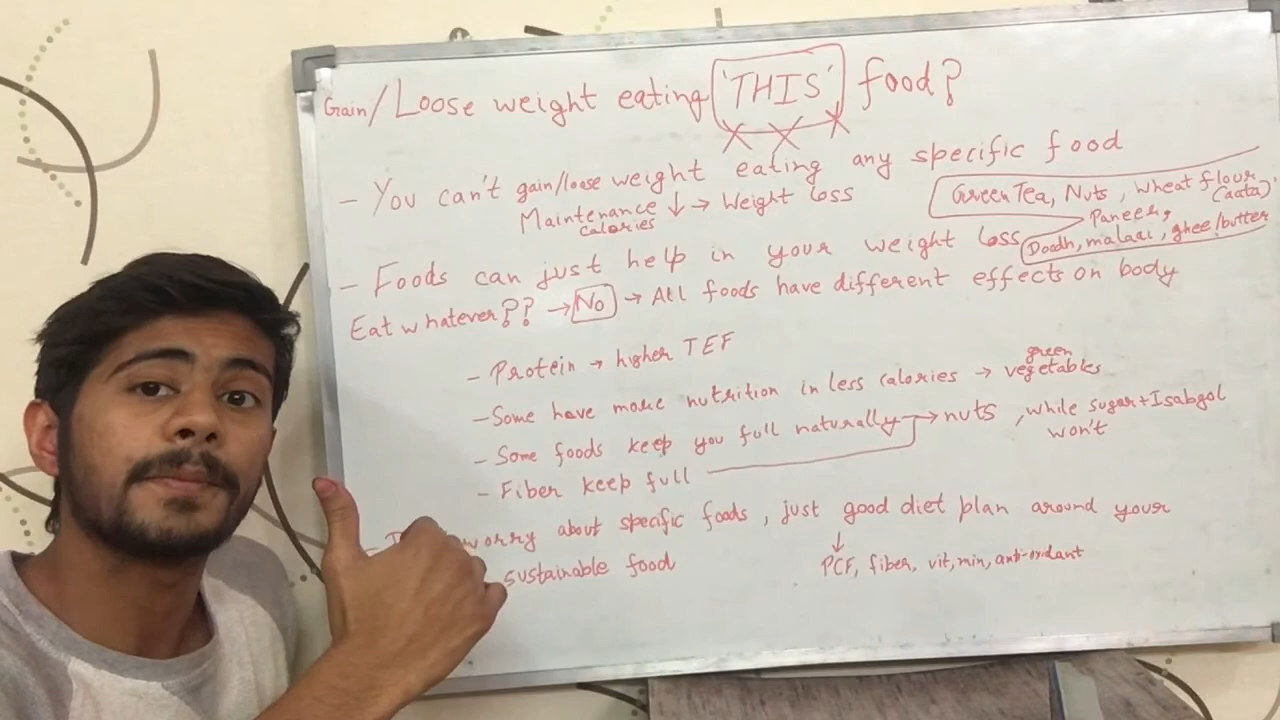 Gain/Loose weight eating 'THIS' food?
- You can't gain/loose weight eating any specific food
Maintenance calories ↓ → Weight loss
Green Tea, Nuts, wheat flour (aata),
Paneer,
Doodh, malaai, ghee/butter
- Foods can just help in your weight loss
Eat whatever?? → No → All foods have different effects on body
- Protein → higher TEF
- Some have more nutrition in less calories → green vegetables
- Some foods keep you full naturally → nuts, while sugar+Isabgol won't
- Fiber keep full
worry about specific foods, just good diet plan around your
sustainable food
↓
PCF, fiber, vit, min, anti-oxidant